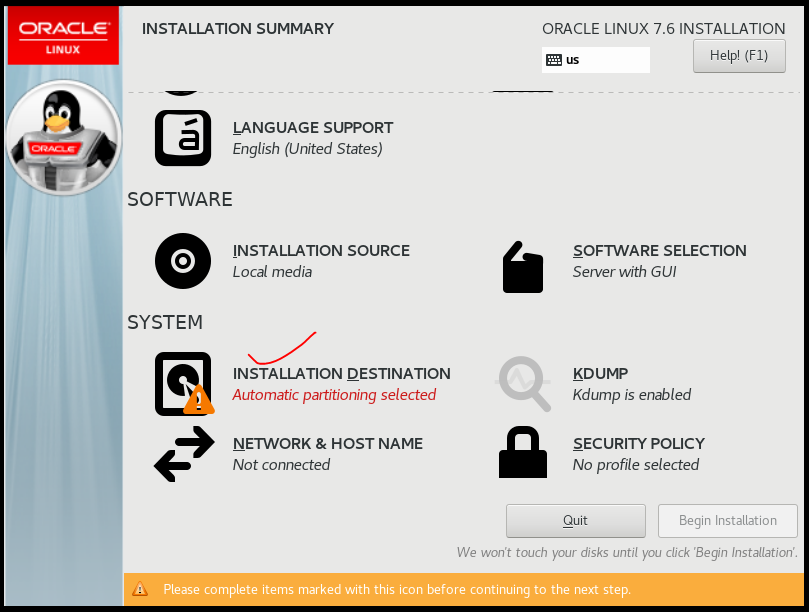 ORACLE
LINUX
INSTALLATION SUMMARY
ORACLE LINUX 7.6 INSTALLATION
us
Help! (F1)
ORACLE
á
LANGUAGE SUPPORT
English (United States)
SOFTWARE
INSTALLATION SOURCE
Local media
SOFTWARE SELECTION
Server with GUI
SYSTEM
INSTALLATION DESTINATION
Automatic partitioning selected
KDUMP
Kdump is enabled
NETWORK & HOST NAME
Not connected
SECURITY POLICY
No profile selected
Quit
Begin Installation
We won't touch your disks until you click 'Begin Installation'.
Please complete items marked with this icon before continuing to the next step.